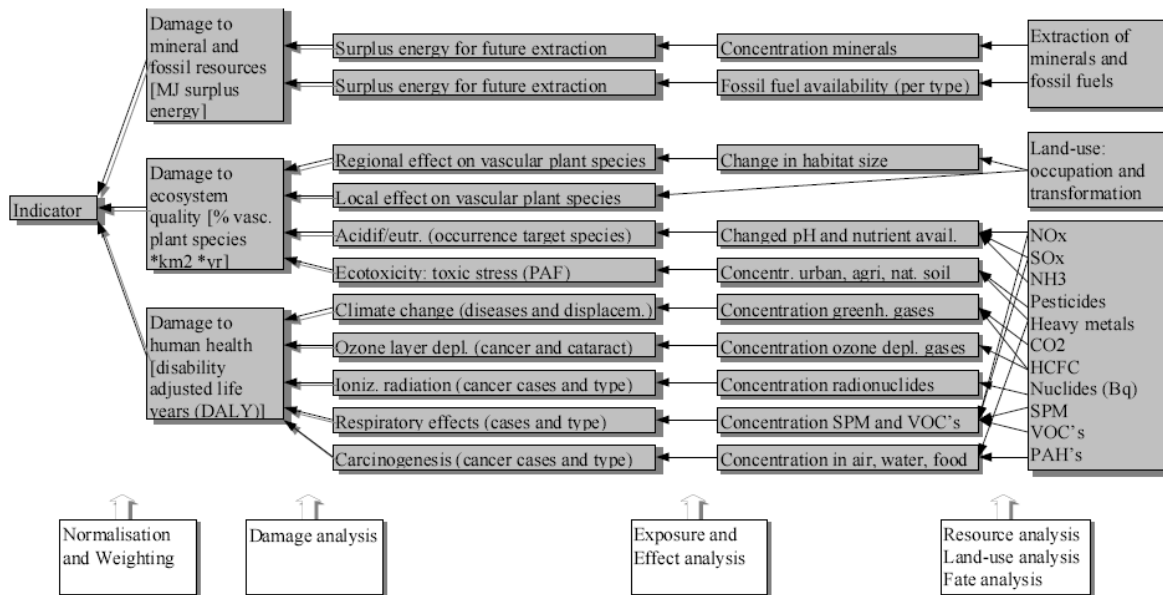 Damage to
mineral and
fossil resources
[MJ surplus
energy]
Surplus energy for future extraction
Concentration minerals
Surplus energy for future extraction
Fossil fuel availability (per type)
Extraction of
minerals and
fossil fuels
Indicator
Damage to
ecosystem
quality [% vasc.
plant species
*km2 *yr]
Regional effect on vascular plant species
Change in habitat size
Local effect on vascular plant species
Land-use:
occupation and
transformation
Acidif/eutr. (occurrence target species)
Changed pH and nutrient avail.
Ecotoxicity: toxic stress (PAF)
Concentr. urban, agri, nat. soil
Damage to
human health
[disability
adjusted life
years (DALY)]
Climate change (diseases and displacem.)
Concentration greenh. gases
Ozone layer depl. (cancer and cataract)
Concentration ozone depl. gases
Ioniz. radiation (cancer cases and type)
Concentration radionuclides
Respiratory effects (cases and type)
Concentration SPM and VOC's
Carcinogenesis (cancer cases and type)
Concentration in air, water, food
NOx
SOx
NH3
Pesticides
Heavy metals
CO2
HCFC
Nuclides (Bq)
SPM
VOC's
PAH's
Normalisation
and Weighting
Damage analysis
Exposure and
Effect analysis
Resource analysis
Land-use analysis
Fate analysis